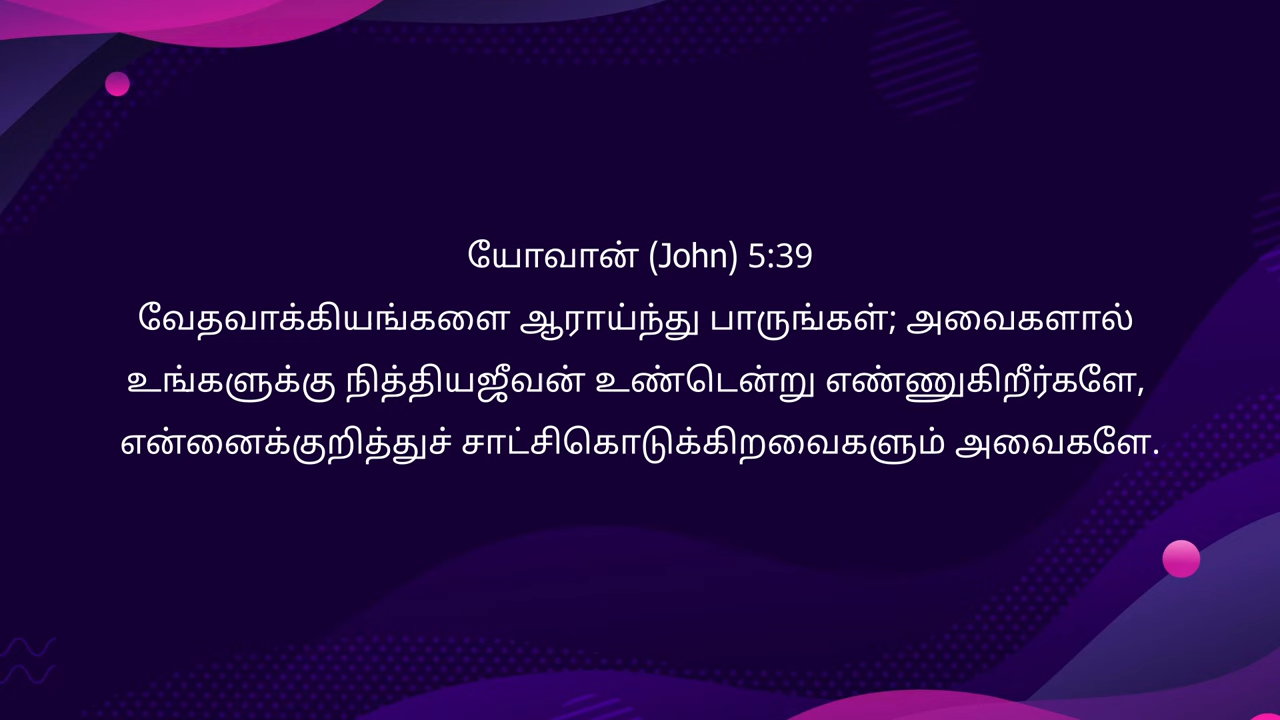 யோவான் (John) 5:39
வேதவாக்கியங்களை ஆராய்ந்து பாருங்கள்; அவைகளால்
உங்களுக்கு நித்தியஜீவன் உண்டென்று எண்ணுகிறீர்களே,
என்னைக்குறித்துச் சாட்சிகொடுக்கிறவைகளும் அவைகளே.